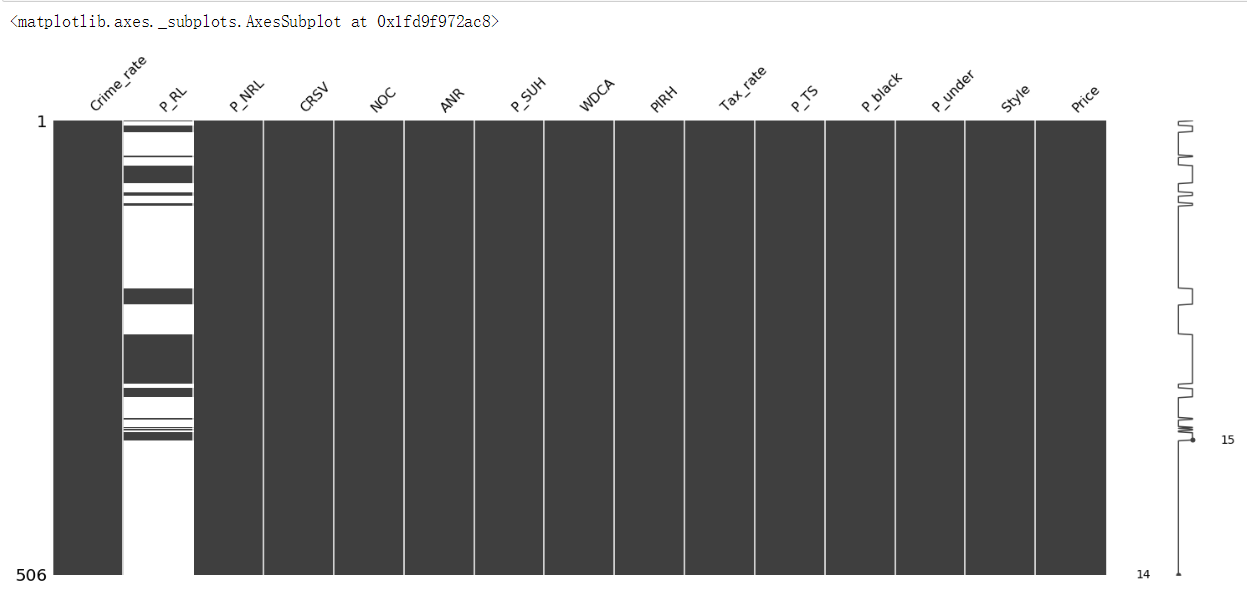 <matplotlib.axes._subplots.AxesSubplot at 0x1fd9f972ac8>
Crime_rate P_RL P_NRL CRSV NOC ANR P_SUH WDCA PIRH Tax_rate P_TS P_black P_under Style Price
1
15
506
14